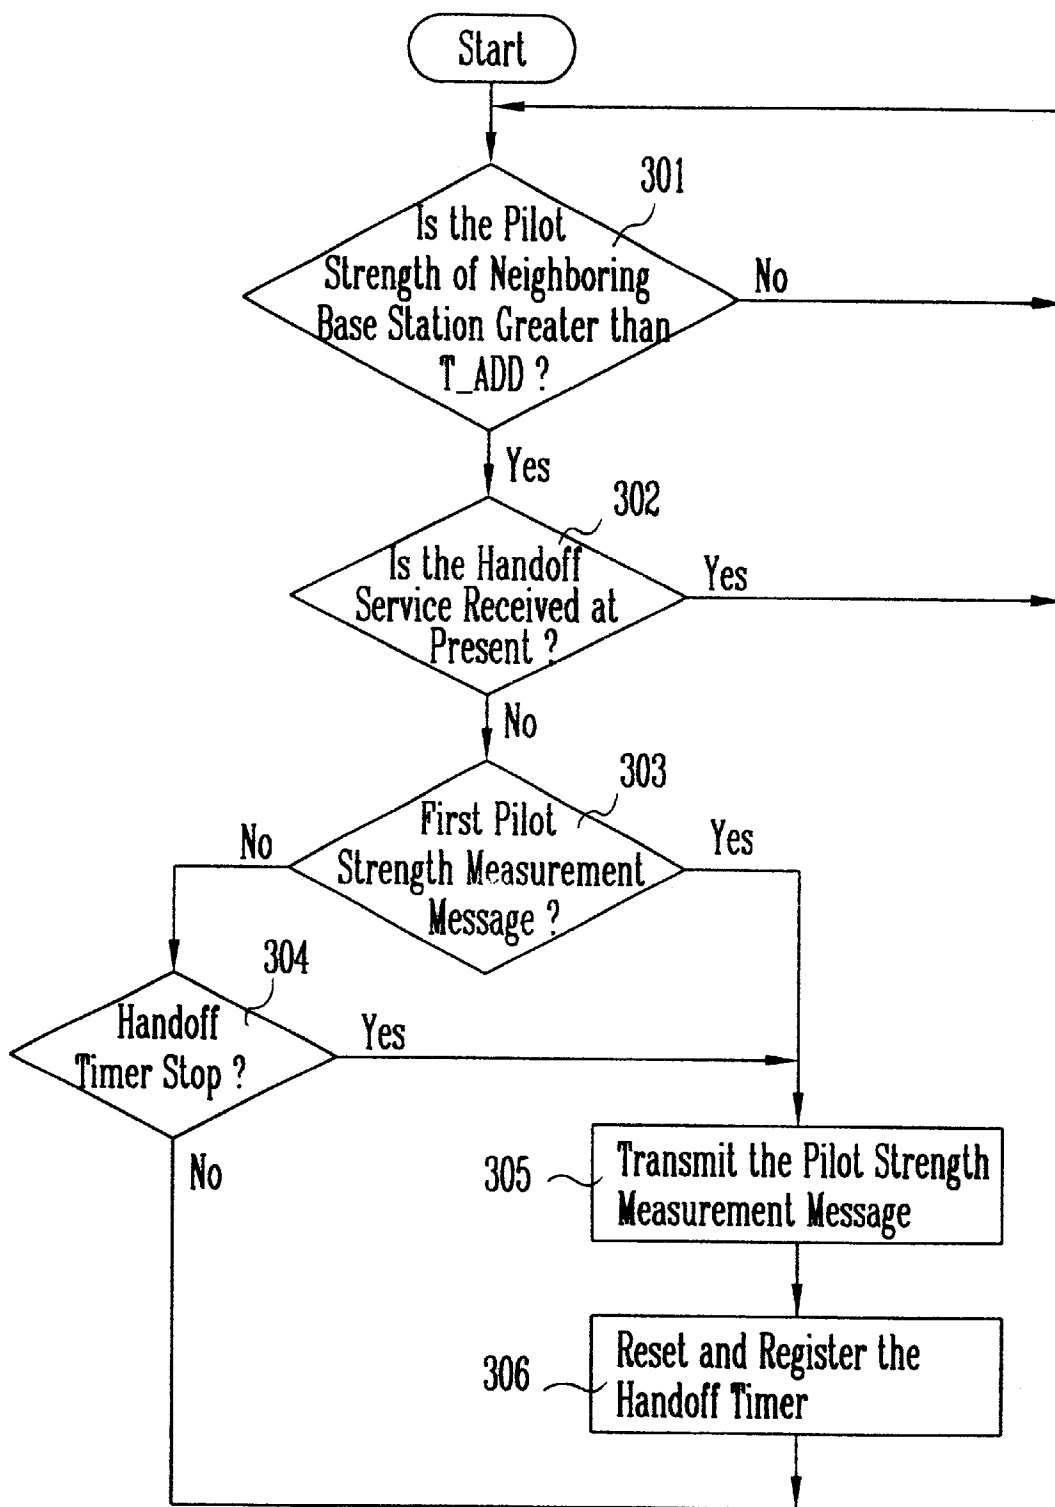 Start
301
Is the Pilot
Strength of Neighboring
Base Station Greater than
T_ADD ?
No
Yes
302
Is the Handoff
Service Received at
Present ?
Yes
No
303
First Pilot
Strength Measurement
Message ?
No
Yes
304
Handoff
Timer Stop ?
Yes
No
305
Transmit the Pilot Strength
Measurement Message
306
Reset and Register the
Handoff Timer